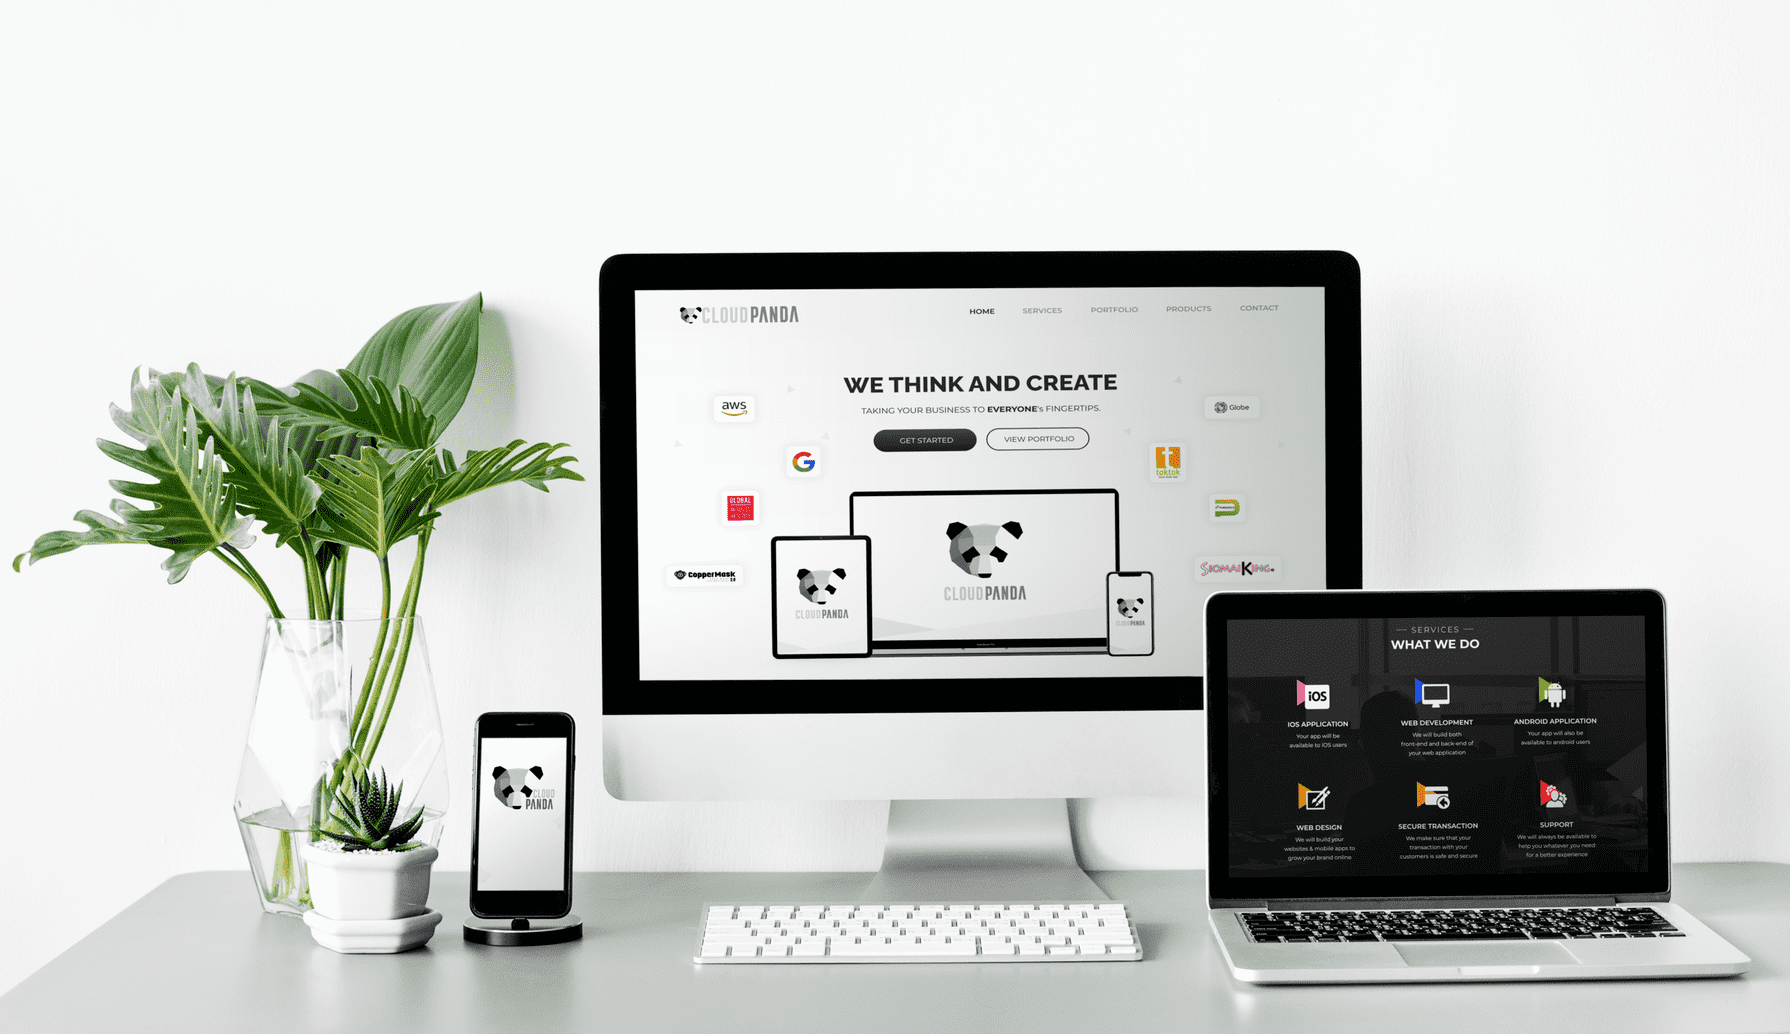 CLOUDPANDA
HOME SERVICES PORTFOLIO PRODUCTS CONTACT
WE THINK AND CREATE
TAKING YOUR BUSINESS TO EVERYONE's FINGERTIPS.
GET STARTED VIEW PORTFOLIO
aws
Globe
G
toktok
GLOBAL
CopperMask
2.0
SIOMAI KING
CLOUDPANDA
CLOUDPANDA
CLOUDPANDA
CLOUD
PANDA
SERVICES
WHAT WE DO
iOS
IOS APPLICATION
Your app will be
available to iOS users
WEB DEVELOPMENT
We will build both
front-end and back-end of
your web application
ANDROID APPLICATION
Your app will also be
available to android users
WEB DESIGN
We will build your
websites & mobile apps to
grow your brand online
SECURE TRANSACTION
We make sure that your
transaction with your
customers is safe and secure
SUPPORT
We will always be available to
help you whatever you need
for a better experience